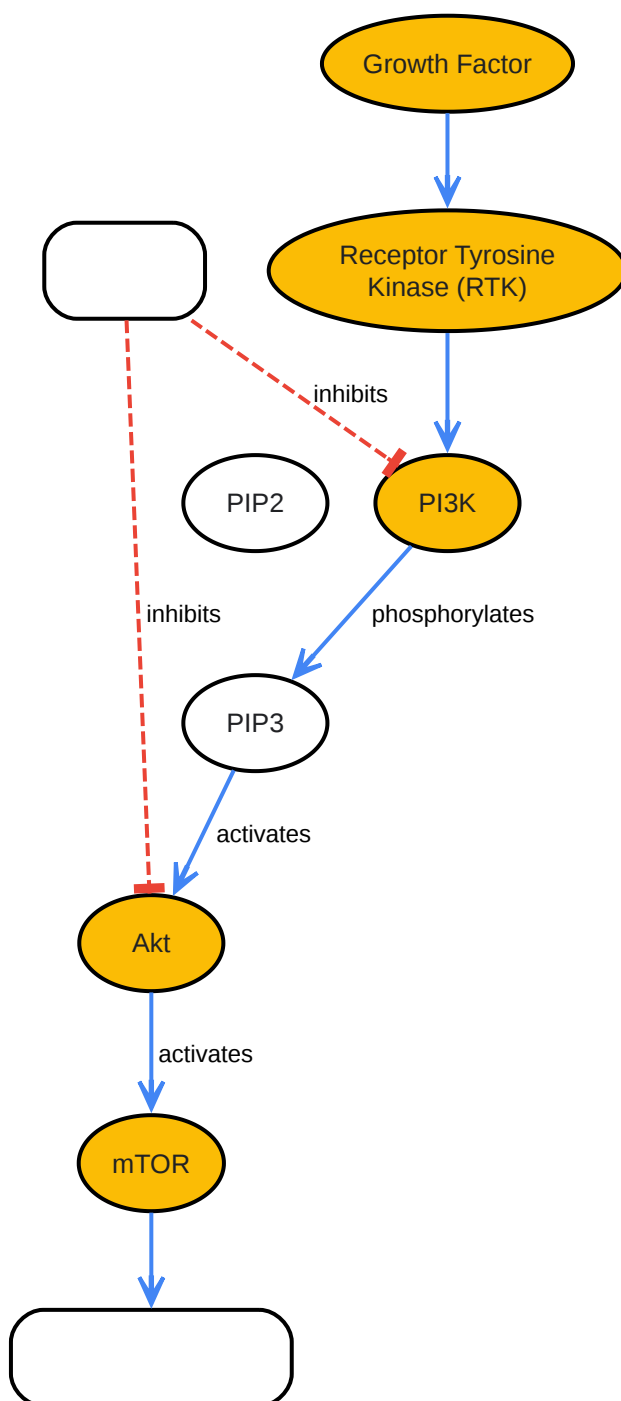 Growth Factor
Receptor Tyrosine
Kinase (RTK)
inhibits
PIP2
PI3K
inhibits
phosphorylates
PIP3
activates
Akt
activates
mTOR